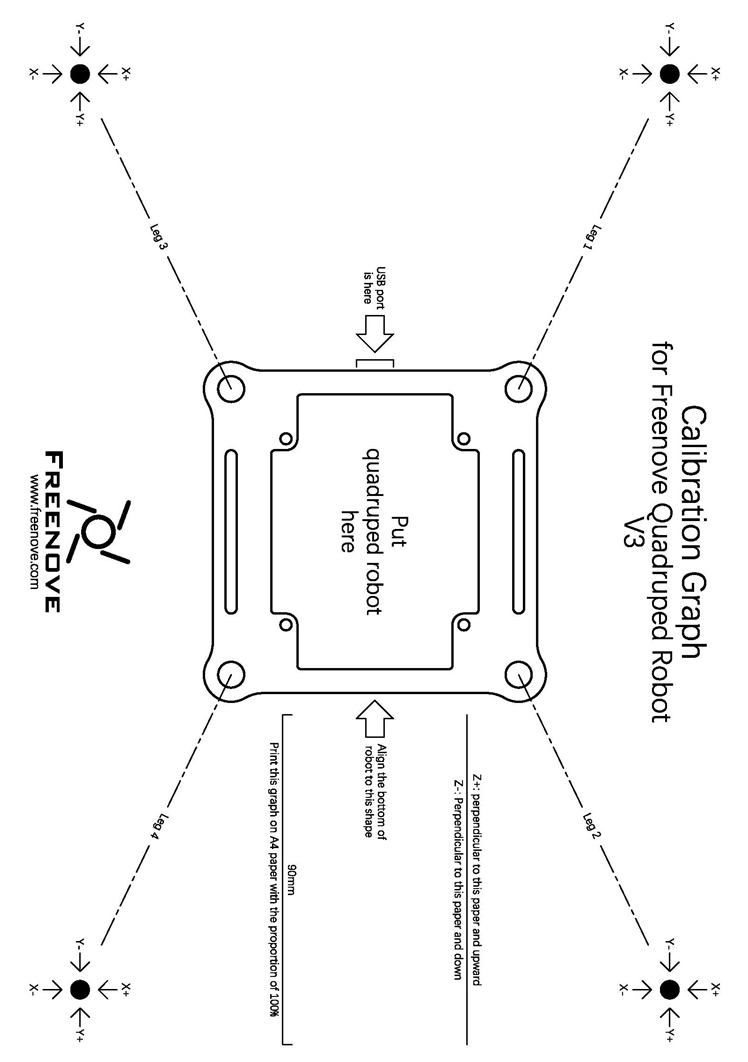 Calibration Graph
for Freenove Quadruped Robot
V3
X+
Y-
Y+
X-
X+
Y-
Y+
X-
Leg 1
Leg 2
Z+: perpendicular to this paper and upward
Z-: Perpendicular to this paper and down
USB port
is here
Put
quadruped robot
here
Align the bottom of
robot to this shape
90mm
Print this graph on A4 paper with the proportion of 100%
Leg 3
Leg 4
X+
Y-
Y+
X-
X+
Y-
Y+
X-
FREENOVE
www.freenove.com